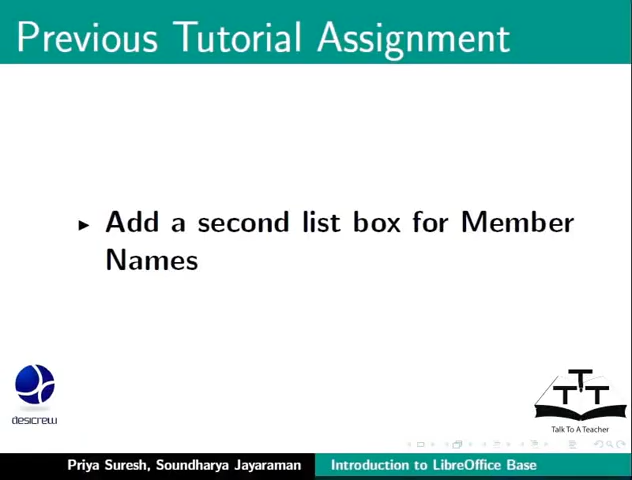 Previous Tutorial Assignment
Add a second list box for Member
Names
desicrew
T
T T
Talk To A Teacher
Priya Suresh, Soundharya Jayaraman
Introduction to LibreOffice Base